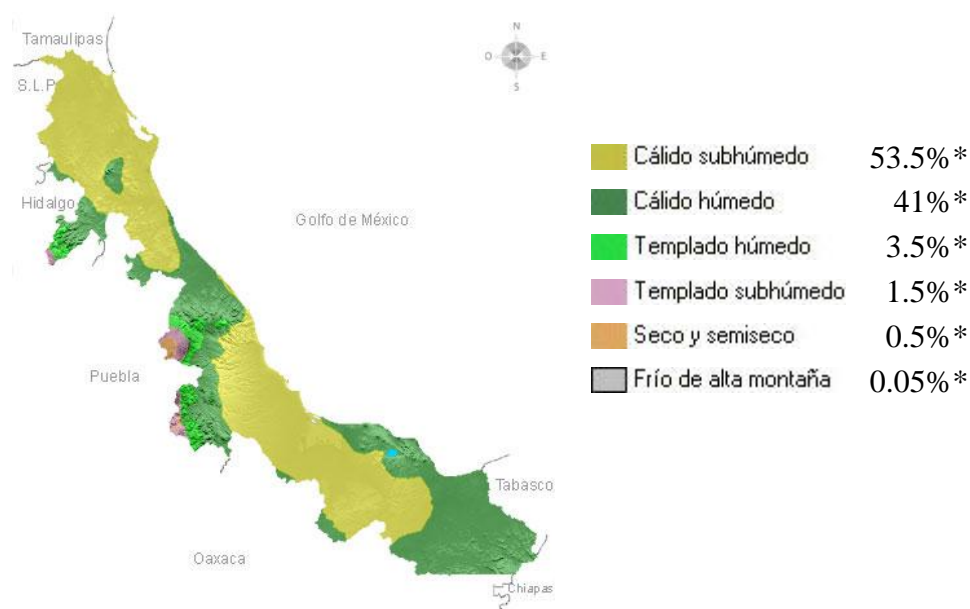 Tamaulipas
N
O
E
S
S.L.P
Cálido subhúmedo 53.5%*
Hidalgo
Golfo de México
Cálido húmedo 41%*
Templado húmedo 3.5%*
Templado subhúmedo 1.5%*
Seco y semiseco 0.5%*
Puebla
Frío de alta montaña 0.05%*
Tabasco
Oaxaca
Chiapas